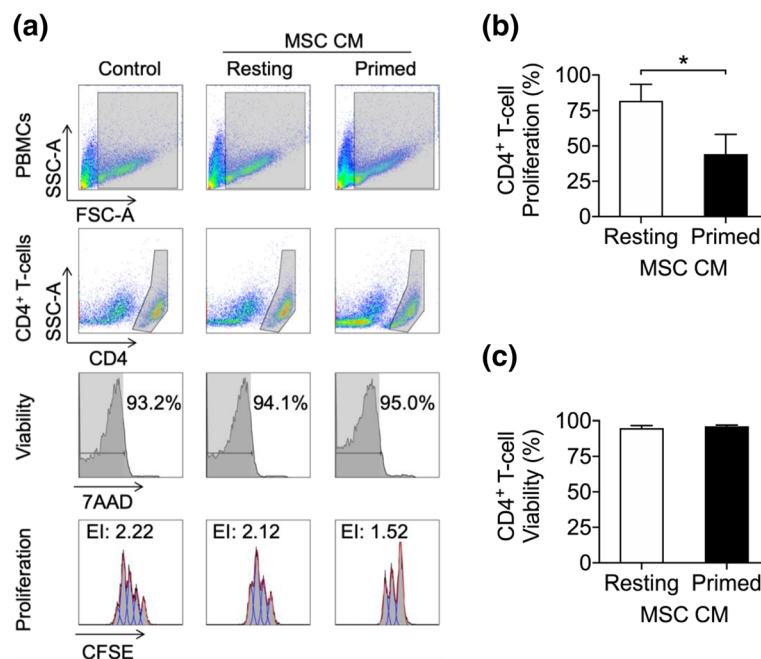 (a)
MSC CM
Control Resting Primed
PBMCs
SSC-A
FSC-A
CD4⁺ T-cells
SSC-A
CD4
Viability
93.2% 94.1% 95.0%
7AAD
Proliferation
EI: 2.22 EI: 2.12 EI: 1.52
CFSE
(b)
CD4⁺ T-cell
Proliferation (%)
100
75
50
25
0
Resting Primed
MSC CM
*
(c)
CD4⁺ T-cell
Viability (%)
100
75
50
25
0
Resting Primed
MSC CM